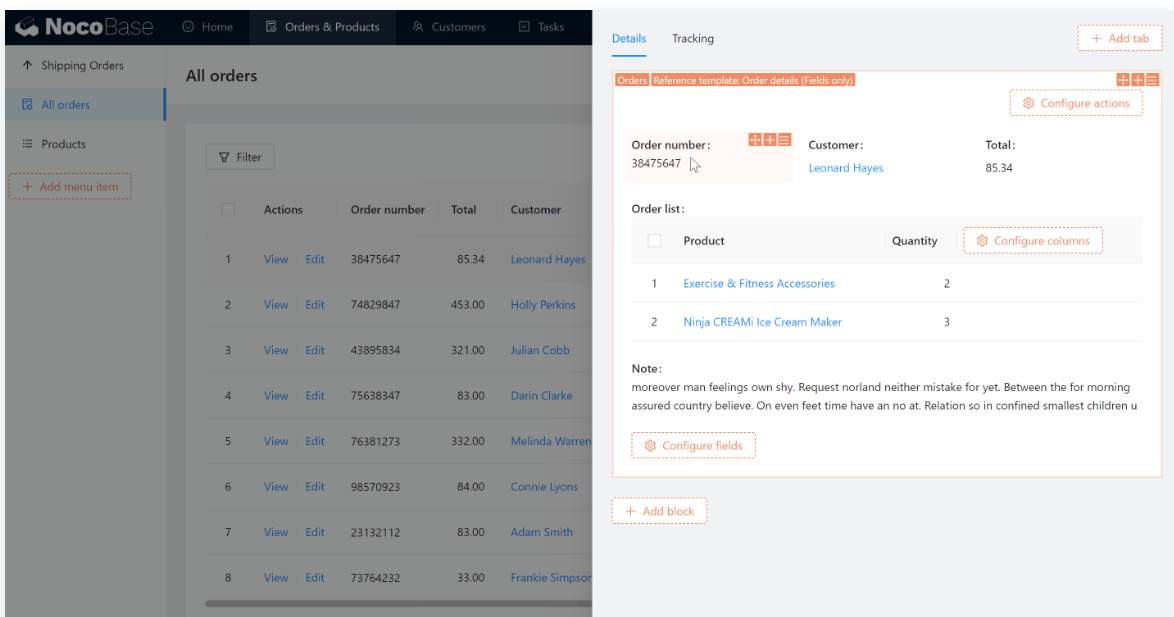 NocoBase Home Orders & Products Customers Tasks
Shipping Orders
All orders
Products
+ Add menu item
All orders
Filter
Actions Order number Total Customer
1 View Edit 38475647 85.34 Leonard Hayes
2 View Edit 74829847 453.00 Holly Perkins
3 View Edit 43895834 321.00 Julian Cobb
4 View Edit 75638347 83.00 Darin Clarke
5 View Edit 76381273 332.00 Melinda Warren
6 View Edit 98570923 84.00 Connie Lyons
7 View Edit 23132112 83.00 Adam Smith
8 View Edit 73764232 33.00 Frankie Simpson
Details Tracking + Add tab
Orders Reference template: Order details (Fields only)
Configure actions
Order number: Customer: Total:
38475647 Leonard Hayes 85.34
Order list:
Product Quantity Configure columns
1 Exercise & Fitness Accessories 2
2 Ninja CREAMi Ice Cream Maker 3
Note:
moreover man feelings own shy. Request norland neither mistake for yet. Between the for morning
assured country believe. On even feet time have an no at. Relation so in confined smallest children u
Configure fields
+ Add block